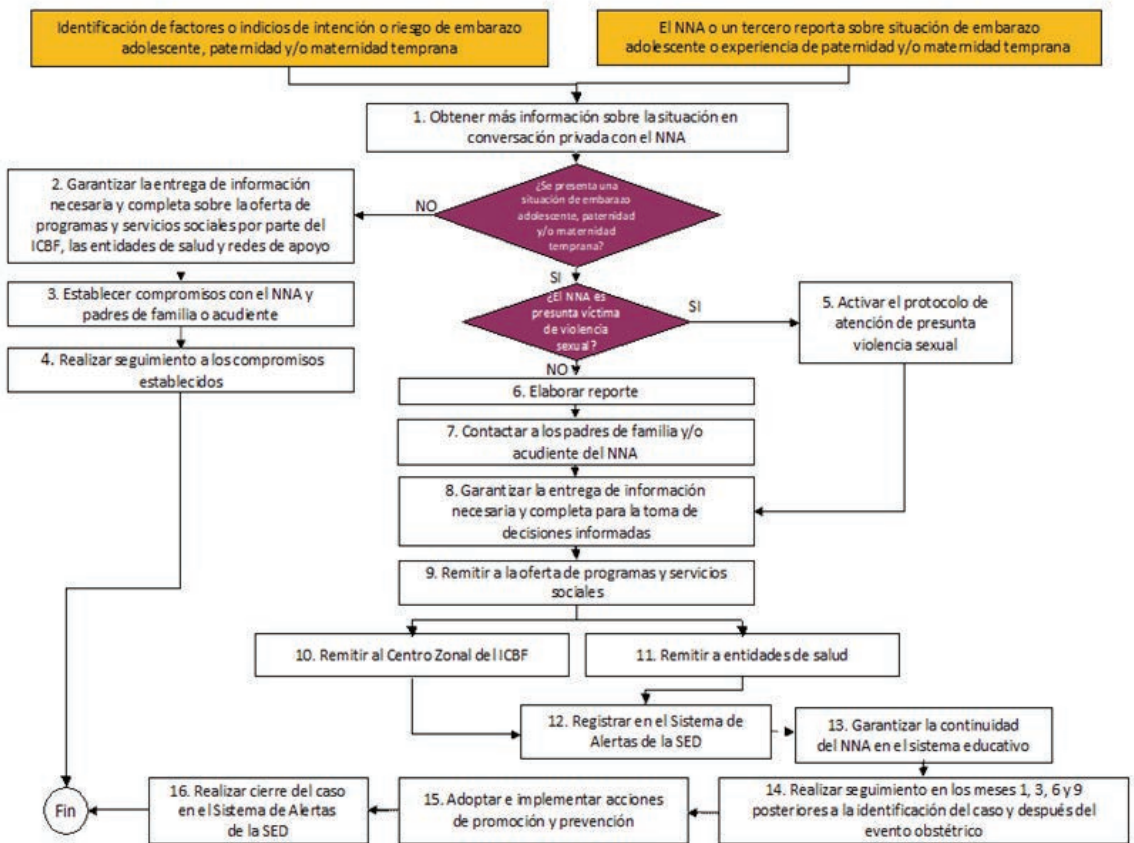 Identificación de factores o indicios de intención o riesgo de embarazo
adolescente, paternidad y/o maternidad temprana
El NNA o un tercero reporta sobre situación de embarazo
adolescente o experiencia de paternidad y/o maternidad temprana
1. Obtener más información sobre la situación en
conversación privada con el NNA
¿Se presenta una
situación de embarazo
adolescente, paternidad
y/o maternidad
temprana?
NO
2. Garantizar la entrega de información
necesaria y completa sobre la oferta de
programas y servicios sociales por parte del
ICBF, las entidades de salud y redes de apoyo
3. Establecer compromisos con el NNA y
padres de familia o acudiente
4. Realizar seguimiento a los compromisos
establecidos
SI
¿El NNA es
presunta víctima
de violencia
sexual?
SI
5. Activar el protocolo de
atención de presunta
violencia sexual
NO
6. Elaborar reporte
7. Contactar a los padres de familia y/o
acudiente del NNA
8. Garantizar la entrega de información
necesaria y completa para la toma de
decisiones informadas
9. Remitir a la oferta de programas y servicios
sociales
10. Remitir al Centro Zonal del ICBF
11. Remitir a entidades de salud
12. Registrar en el Sistema de
Alertas de la SED
13. Garantizar la continuidad
del NNA en el sistema educativo
14. Realizar seguimiento en los meses 1, 3, 6 y 9
posteriores a la identificación del caso y después del
evento obstétrico
15. Adoptar e implementar acciones
de promoción y prevención
16. Realizar cierre del caso
en el Sistema de Alertas
de la SED
Fin